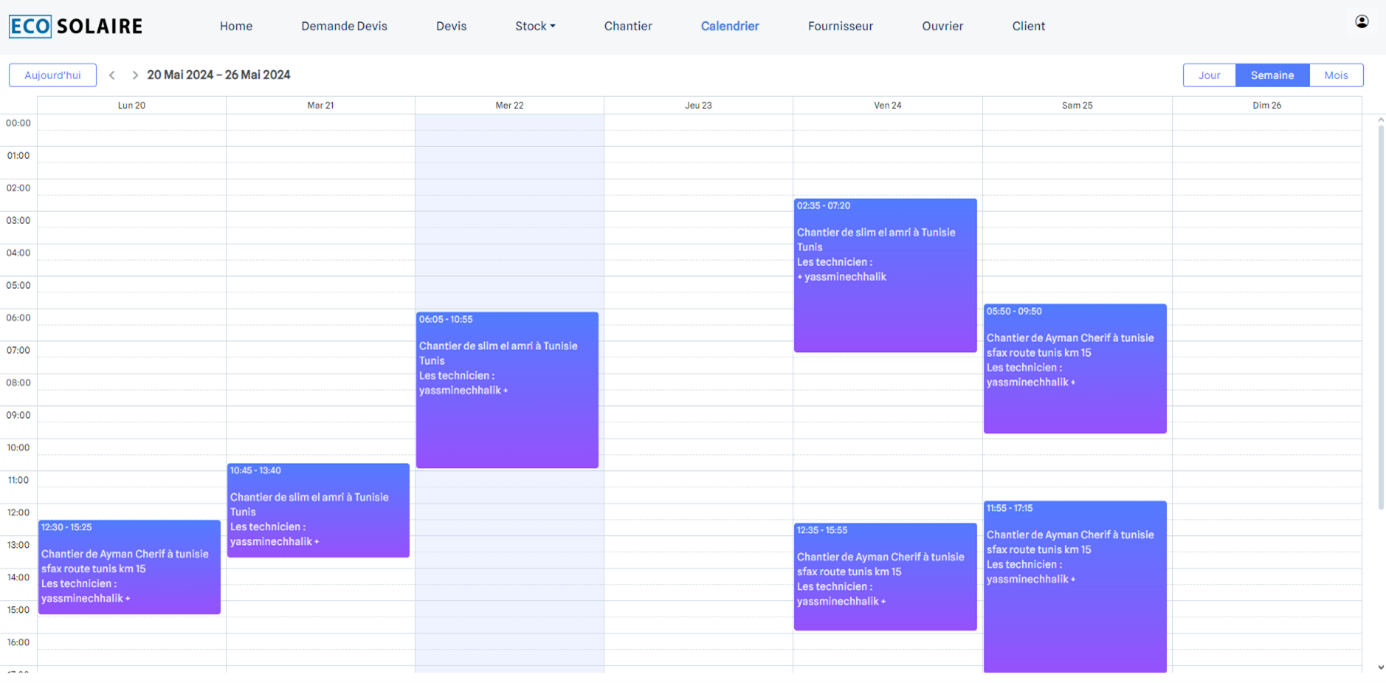 ECO SOLAIRE
Home Demande Devis Devis Stock Chantier Calendrier Fournisseur Ouvrier Client
Aujourd'hui < > 20 Mai 2024 – 26 Mai 2024
Jour Semaine Mois
Lun 20 Mar 21 Mer 22 Jeu 23 Ven 24 Sam 25 Dim 26
00:00
01:00
02:00
03:00
04:00
05:00
06:00
07:00
08:00
09:00
10:00
11:00
12:00
13:00
14:00
15:00
16:00
12:30 - 15:25
Chantier de Ayman Cherif à tunisie
sfax route tunis km 15
Les technicien :
yassminechhalik +
10:45 - 13:40
Chantier de slim el amri à Tunisie
Tunis
Les technicien :
yassminechhalik +
06:05 - 10:55
Chantier de slim el amri à Tunisie
Tunis
Les technicien :
yassminechhalik +
02:35 - 07:20
Chantier de slim el amri à Tunisie
Tunis
Les technicien :
+ yassminechhalik
12:35 - 15:55
Chantier de Ayman Cherif à tunisie
sfax route tunis km 15
Les technicien :
yassminechhalik +
05:50 - 09:50
Chantier de Ayman Cherif à tunisie
sfax route tunis km 15
Les technicien :
yassminechhalik +
11:55 - 17:15
Chantier de Ayman Cherif à tunisie
sfax route tunis km 15
Les technicien :
yassminechhalik +